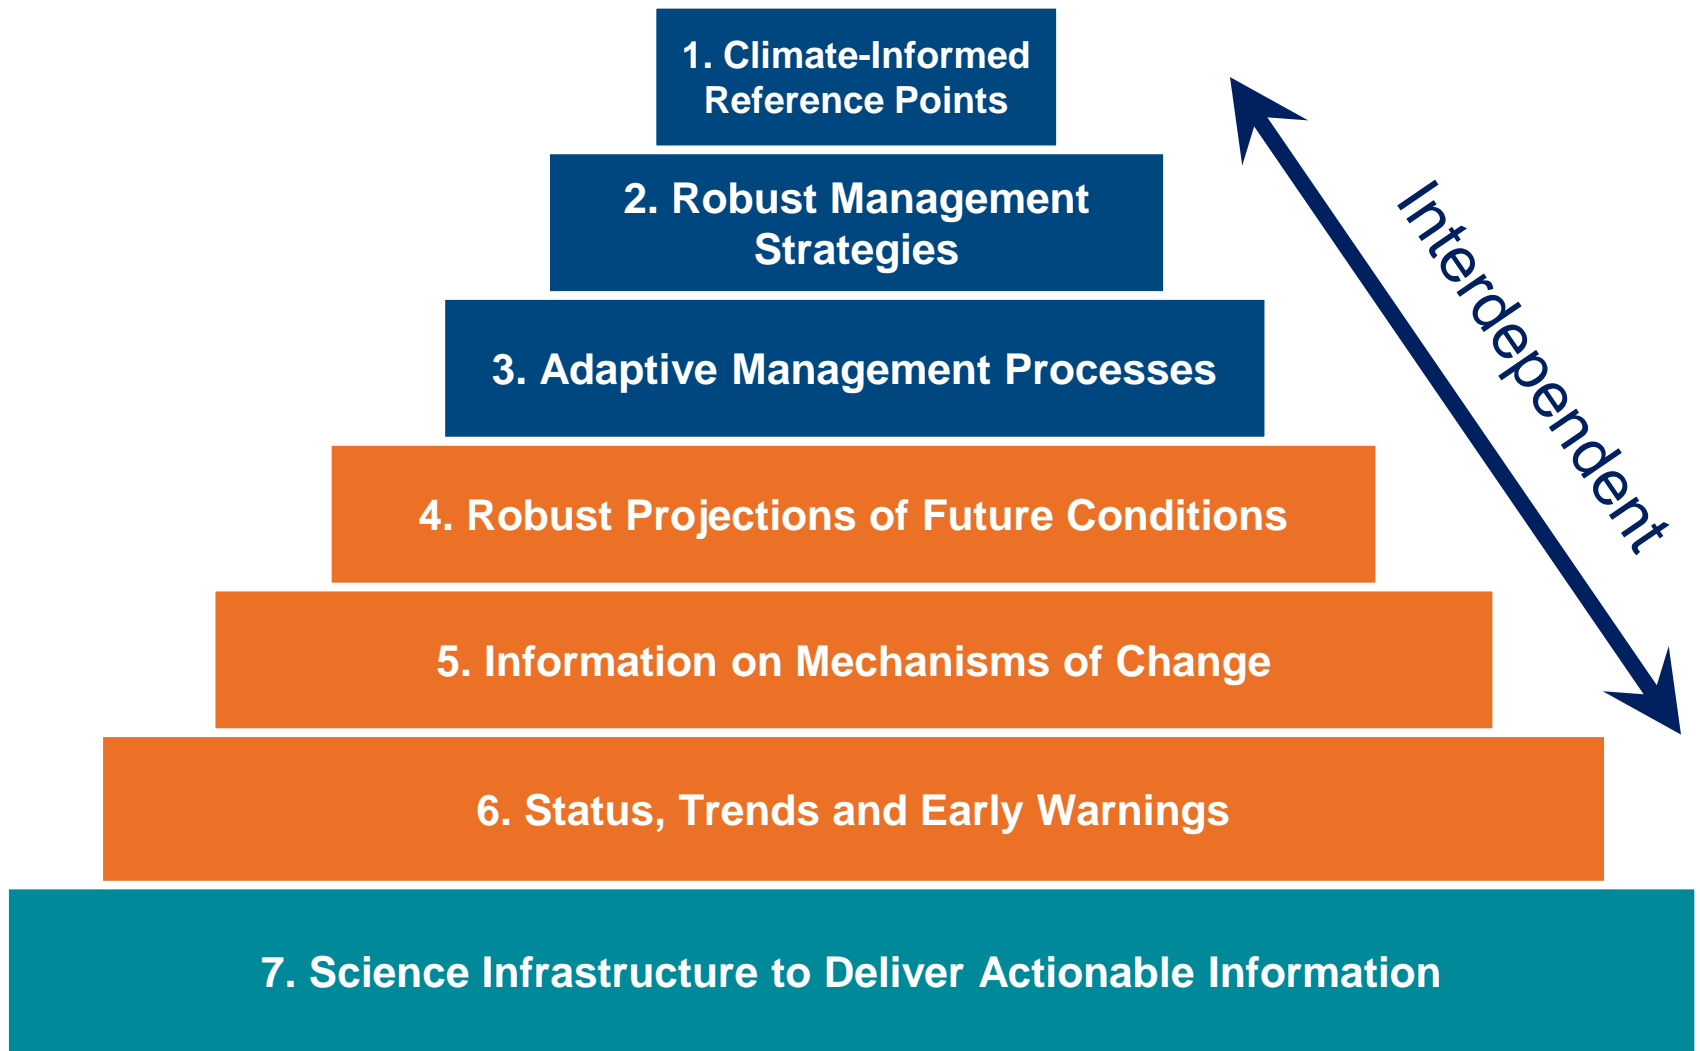 1. Climate-Informed
Reference Points
2. Robust Management
Strategies
3. Adaptive Management Processes
4. Robust Projections of Future Conditions
5. Information on Mechanisms of Change
6. Status, Trends and Early Warnings
7. Science Infrastructure to Deliver Actionable Information
Interdependent